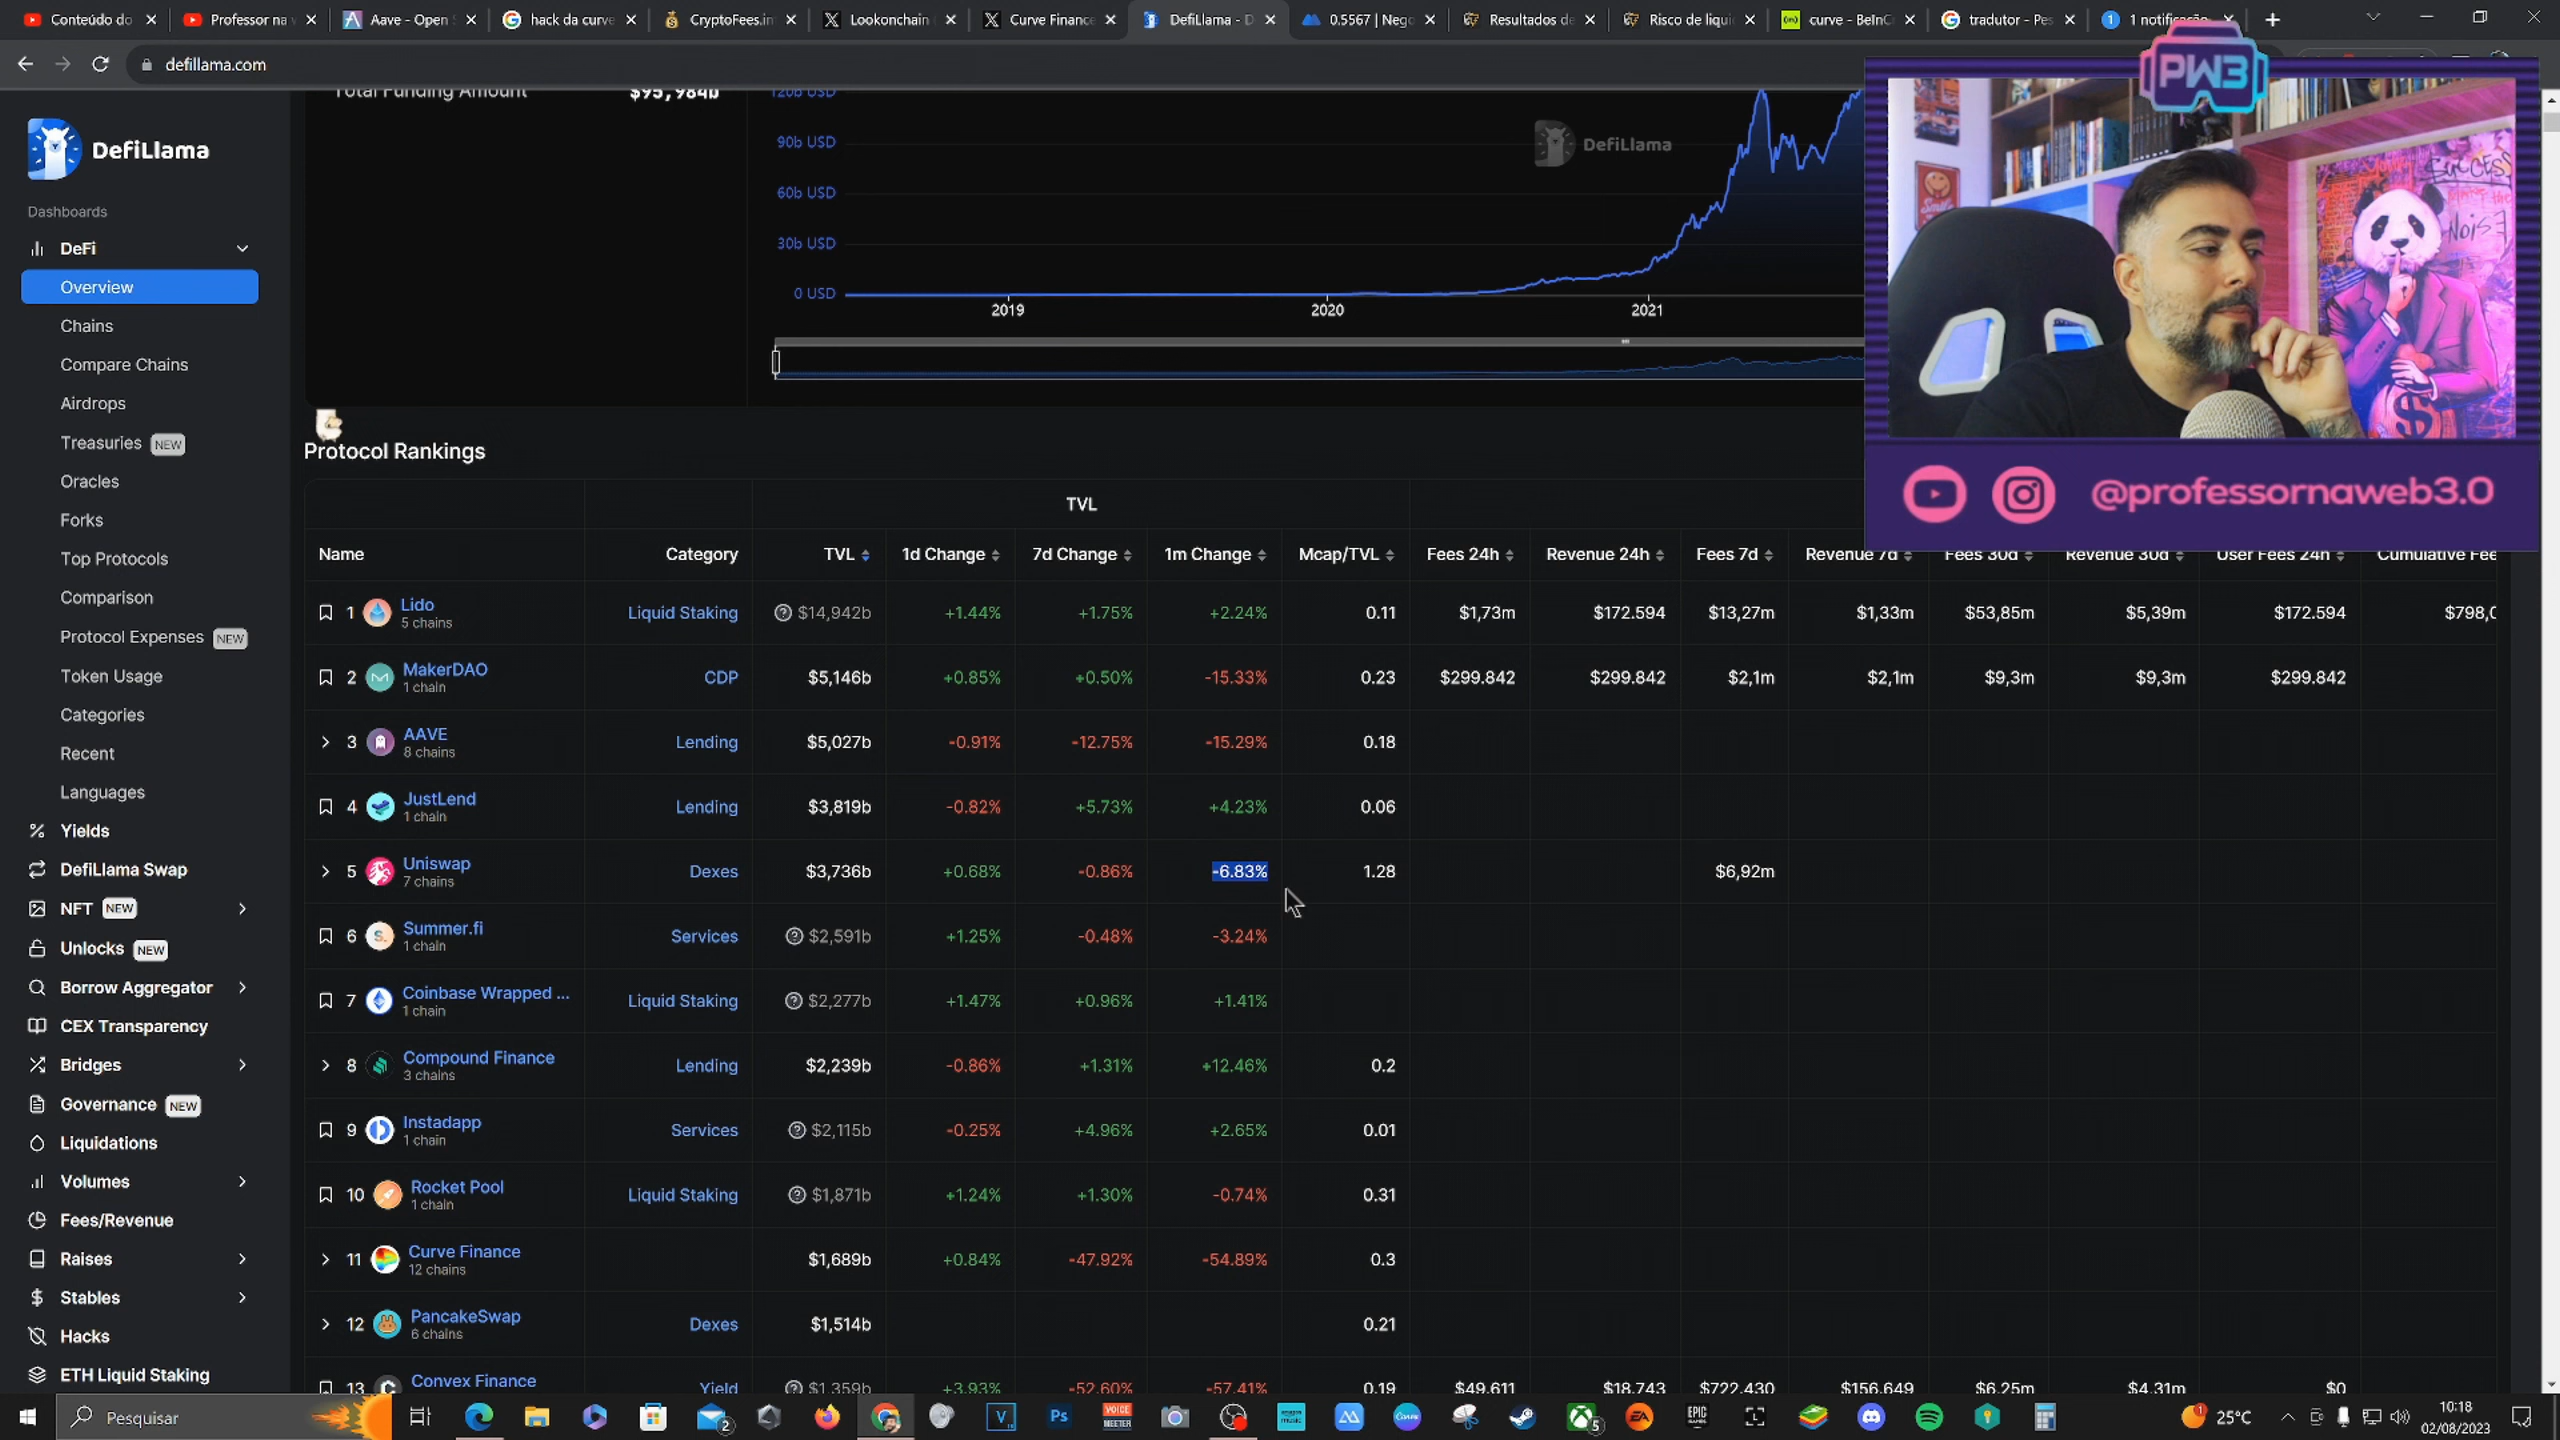 Conteúdo do
Professor na v
Aave - Open
hack da curve
CryptoFees.in
Lookonchain
Curve Finance
DefiLlama - D
0.5567 | Nego
Resultados de
Risco de liqui
curve - BeInC
tradutor - Pes
1 notificação
defillama.com
PW3
DefiLlama
Dashboards
DeFi
Overview
Chains
Compare Chains
Airdrops
Treasuries NEW
Oracles
Forks
Top Protocols
Comparison
Protocol Expenses NEW
Token Usage
Categories
Recent
Languages
Yields
DefiLlama Swap
NFT NEW
Unlocks NEW
Borrow Aggregator
CEX Transparency
Bridges
Governance NEW
Liquidations
Volumes
Fees/Revenue
Raises
Stables
Hacks
ETH Liquid Staking
Total Funding Amount $95,984b
120b USD
90b USD
60b USD
30b USD
0 USD
2019 2020 2021
DefiLlama
SUCCESS
NOISE
@professornaweb3.0
Protocol Rankings
TVL
Name Category TVL 1d Change 7d Change 1m Change Mcap/TVL Fees 24h Revenue 24h Fees 7d Revenue 7d Fees 30d Revenue 30d User Fees 24h Cumulative Fee
1 Lido Liquid Staking $14,942b +1.44% +1.75% +2.24% 0.11 $1,73m $172.594 $13,27m $1,33m $53,85m $5,39m $172.594 $798,0
5 chains
2 MakerDAO CDP $5,146b +0.85% +0.50% -15.33% 0.23 $299.842 $299.842 $2,1m $2,1m $9,3m $9,3m $299.842
1 chain
3 AAVE Lending $5,027b -0.91% -12.75% -15.29% 0.18
8 chains
4 JustLend Lending $3,819b -0.82% +5.73% +4.23% 0.06
1 chain
5 Uniswap Dexes $3,736b +0.68% -0.86% -6.83% 1.28 $6,92m
7 chains
6 Summer.fi Services $2,591b +1.25% -0.48% -3.24%
1 chain
7 Coinbase Wrapped ... Liquid Staking $2,277b +1.47% +0.96% +1.41%
1 chain
8 Compound Finance Lending $2,239b -0.86% +1.31% +12.46% 0.2
3 chains
9 Instadapp Services $2,115b -0.25% +4.96% +2.65% 0.01
1 chain
10 Rocket Pool Liquid Staking $1,871b +1.24% +1.30% -0.74% 0.31
1 chain
11 Curve Finance $1,689b +0.84% -47.92% -54.89% 0.3
12 chains
12 PancakeSwap Dexes $1,514b 0.21
6 chains
13 Convex Finance Yield $1,359b +3.93% -52.60% -57.41% 0.19 $49.611 $18.743 $722.430 $156.649 $6,25m $4,31m $0
Pesquisar
25°C
10:18
02/08/2023